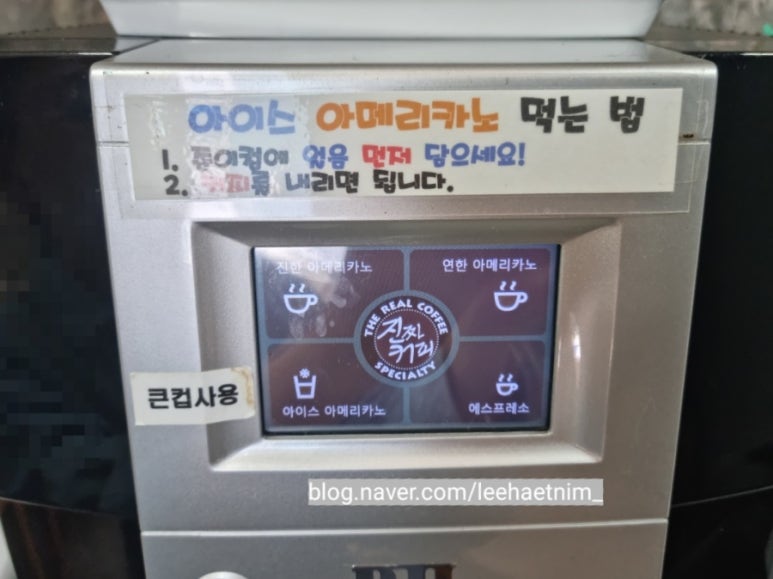 아이스 아메리카노 먹는 법
1. 종이컵에 얼음 먼저 담으세요!
2. 커피를 내리면 됩니다.
진한 아메리카노
연한 아메리카노
THE REAL COFFEE
진짜
커피
SPECIALTY
큰컵사용
아이스 아메리카노
에스프레소
blog.naver.com/leehaetnim_